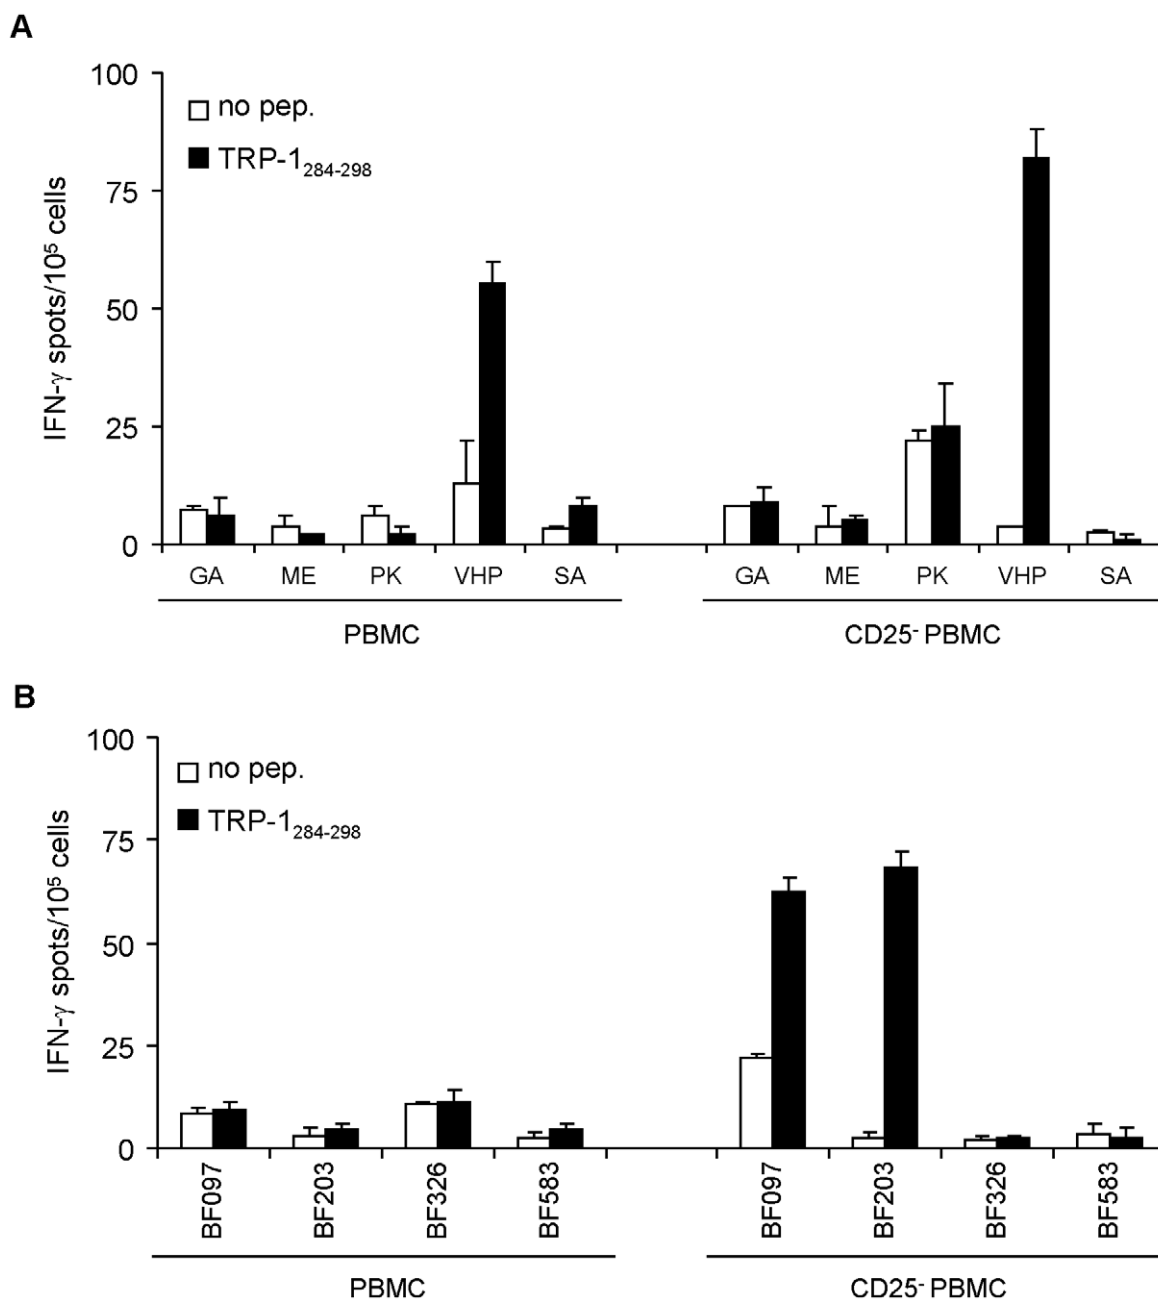 A
100
75
50
25
0
IFN-γ spots/10⁵ cells
no pep.
TRP-1₂₈₄₋₂₉₈
GA ME PK VHP SA GA ME PK VHP SA
PBMC CD25⁻ PBMC
B
100
75
50
25
0
IFN-γ spots/10⁵ cells
no pep.
TRP-1₂₈₄₋₂₉₈
BF097 BF203 BF326 BF583 BF097 BF203 BF326 BF583
PBMC CD25⁻ PBMC